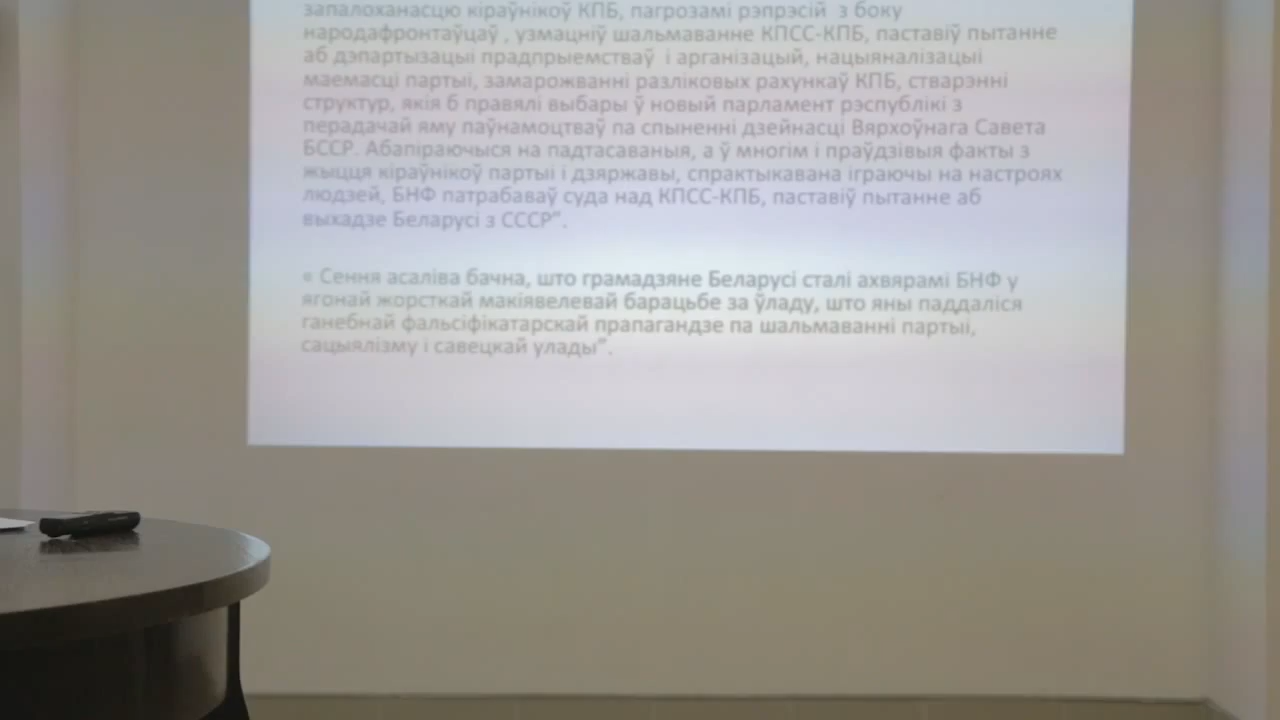 запалоханасцю кіраўнікоў КПБ, пагрозамі рэпрэсій з боку
народафронтаўцаў , узмацніў шальмаванне КПСС-КПБ, паставіў пытанне
аб дэпартызацыі прадпрыемстваў і арганізацый, нацыяналізацыі
маемасці партыі, замарожванні разліковых рахункаў КПБ, стварэнні
структур, якія б правялі выбары ў новый парламент рэспублікі з
перадачай яму паўнамоцтваў па спыненні дзейнасці Вярхоўнага Савета
БССР. Абапіраючыся на падтасаваныя, а ў многім і праўдзівыя факты з
жыцця кіраўнікоў партыі і дзяржавы, спрактыкавана іграючы на настроях
людзей, БНФ патрабаваў суда над КПСС-КПБ, паставіў пытанне аб
выхадзе Беларусі з СССР”.
« Сення асаліва бачна, што грамадзяне Беларусі сталі ахвярамі БНФ у
ягонай жорсткай макіявелевай барацьбе за ўладу, што яны паддаліся
ганебнай фальсіфікатарскай прапагандзе па шальмаванні партыі,
сацыялізму і савецкай улады”.